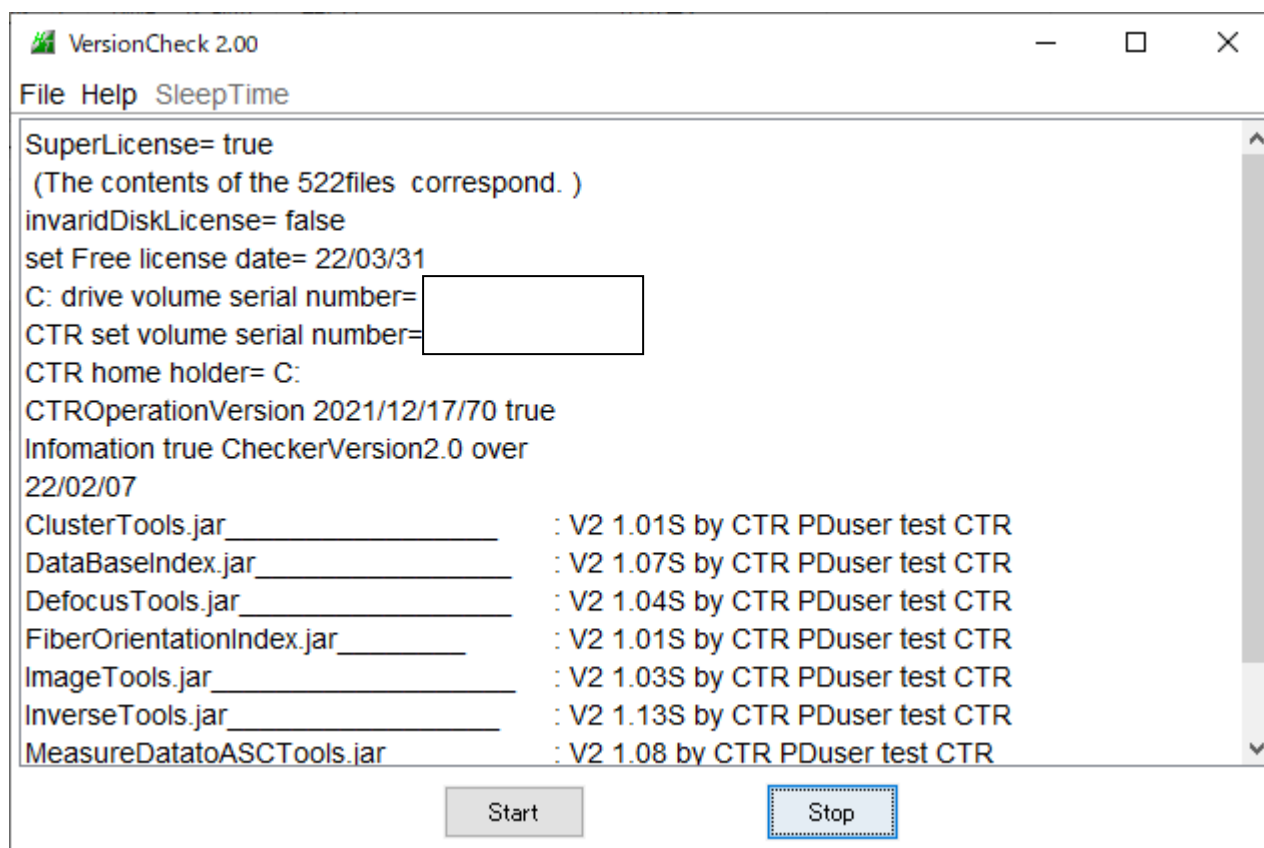 VersionCheck 2.00
File Help SleepTime
SuperLicense= true
(The contents of the 522files correspond. )
invaridDiskLicense= false
set Free license date= 22/03/31
C: drive volume serial number=
CTR set volume serial number=
CTR home holder= C:
CTROperationVersion 2021/12/17/70 true
Infomation true CheckerVersion2.0 over
22/02/07
ClusterTools.jar_________________ : V2 1.01S by CTR PDuser test CTR
DataBaseIndex.jar________________ : V2 1.07S by CTR PDuser test CTR
DefocusTools.jar_________________ : V2 1.04S by CTR PDuser test CTR
FiberOrientationIndex.jar________ : V2 1.01S by CTR PDuser test CTR
ImageTools.jar___________________ : V2 1.03S by CTR PDuser test CTR
InverseTools.jar_________________ : V2 1.13S by CTR PDuser test CTR
MeasureDatatoASCTools.jar : V2 1.08 by CTR PDuser test CTR
Start Stop